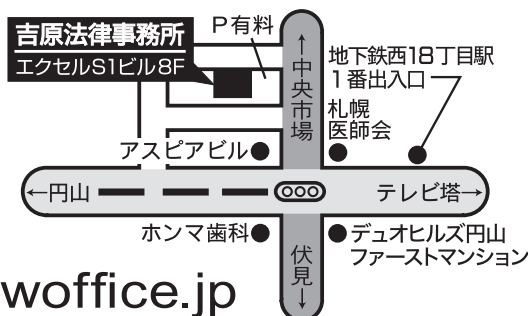 吉原法律事務所
エクセルS1ビル8F
P有料
↑中央市場
地下鉄西18丁目駅
1番出入口
札幌
医師会
アスピアビル
←円山
テレビ塔→
ホンマ歯科
伏見↓
デュオヒルズ円山
ファーストマンション
woffice.jp